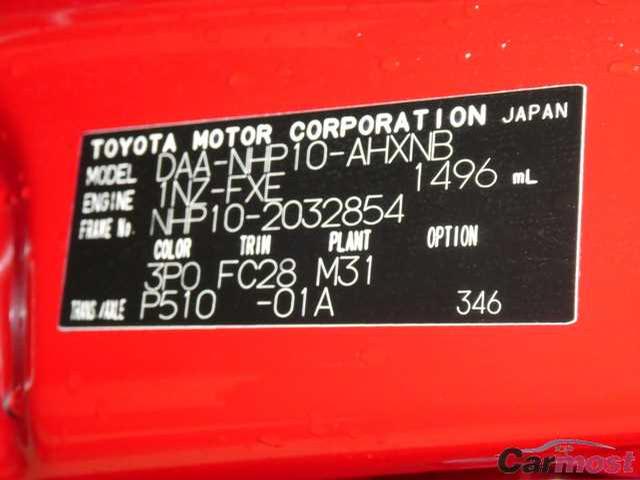 TOYOTA MOTOR CORPORATION JAPAN
MODEL DAA-NHP10-AHXNB
ENGINE 1NZ-FXE 1496 mL
FRAME No. NHP10-2032854
COLOR TRIM PLANT OPTION
3P0 FC28 M31
TRANS/AXLE P510 -01A 346
Carmost